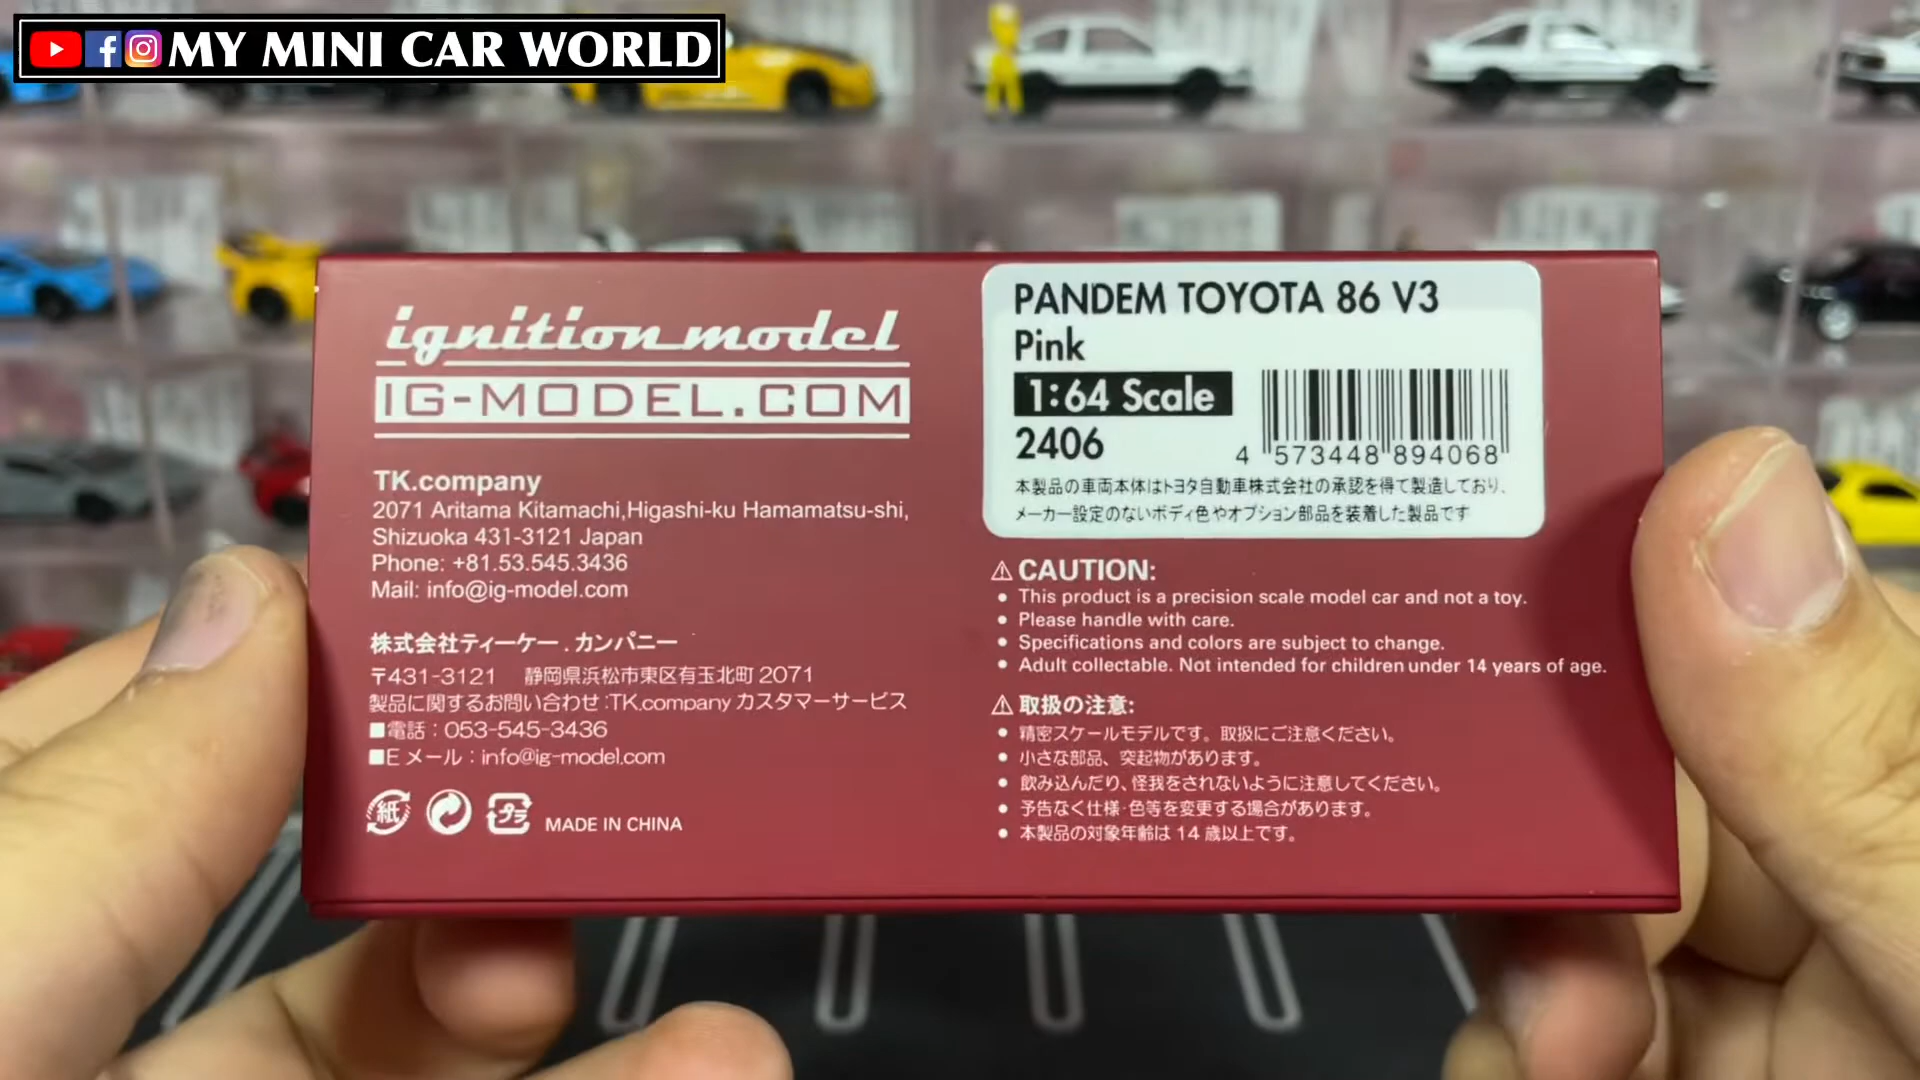 MY MINI CAR WORLD
ignition model
IG-MODEL.COM
TK.company
2071 Aritama Kitamachi,Higashi-ku Hamamatsu-shi,
Shizuoka 431-3121 Japan
Phone: +81.53.545.3436
Mail: info@ig-model.com
株式会社ティーケー.カンパニー
〒431-3121 静岡県浜松市東区有玉北町 2071
製品に関するお問い合わせ:TK.company カスタマーサービス
■電話:053-545-3436
■E メール:info@ig-model.com
紙
プラ
MADE IN CHINA
PANDEM TOYOTA 86 V3
Pink
1:64 Scale
2406
4 573448 894068
本製品の車両本体はトヨタ自動車株式会社の承認を得て製造しており、
メーカー設定のないボディ色やオプション部品を装着した製品です
⚠ CAUTION:
● This product is a precision scale model car and not a toy.
● Please handle with care.
● Specifications and colors are subject to change.
● Adult collectable. Not intended for children under 14 years of age.
⚠ 取扱の注意:
● 精密スケールモデルです。取扱にご注意ください。
● 小さな部品、突起物があります。
● 飲み込んだり、怪我をされないように注意してください。
● 予告なく仕様・色等を変更する場合があります。
● 本製品の対象年齢は 14 歳以上です。